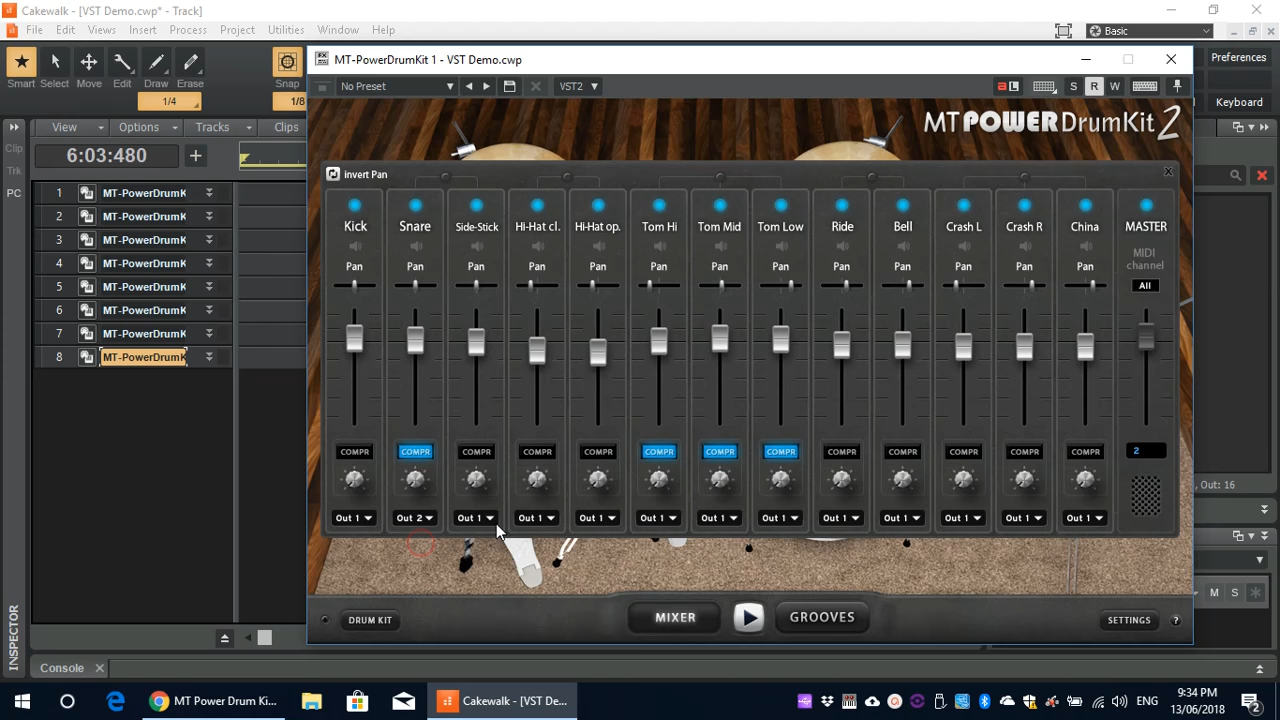 Cakewalk - [VST Demo.cwp* - Track]
File Edit Views Insert Process Project Utilities Window Help
Basic
Smart Select Move Edit Draw Erase Snap
1/4 1/8
Preferences
Keyboard
MT-PowerDrumKit 1 - VST Demo.cwp
No Preset VST2 S R W
MT POWER DrumKit 2
View Options Tracks Clips
Clip
Trk
PC
6:03:480
1 MT-PowerDrumK
2 MT-PowerDrumK
3 MT-PowerDrumK
4 MT-PowerDrumK
5 MT-PowerDrumK
6 MT-PowerDrumK
7 MT-PowerDrumK
8 MT-PowerDrumK
invert Pan
Kick Snare Side-Stick Hi-Hat cl. Hi-Hat op. Tom Hi Tom Mid Tom Low Ride Bell Crash L Crash R China MASTER
MIDI
channel
Pan Pan Pan Pan Pan Pan Pan Pan Pan Pan Pan Pan Pan
All
COMPR COMPR COMPR COMPR COMPR COMPR COMPR COMPR COMPR COMPR COMPR COMPR COMPR 2
Out 1 Out 2 Out 1 Out 1 Out 1 Out 1 Out 1 Out 1 Out 1 Out 1 Out 1 Out 1 Out 1
, Out: 16
M S
DRUM KIT MIXER GROOVES SETTINGS ?
INSPECTOR
Console
MT Power Drum Ki... Cakewalk - [VST De...
ENG
9:34 PM
13/06/2018
2